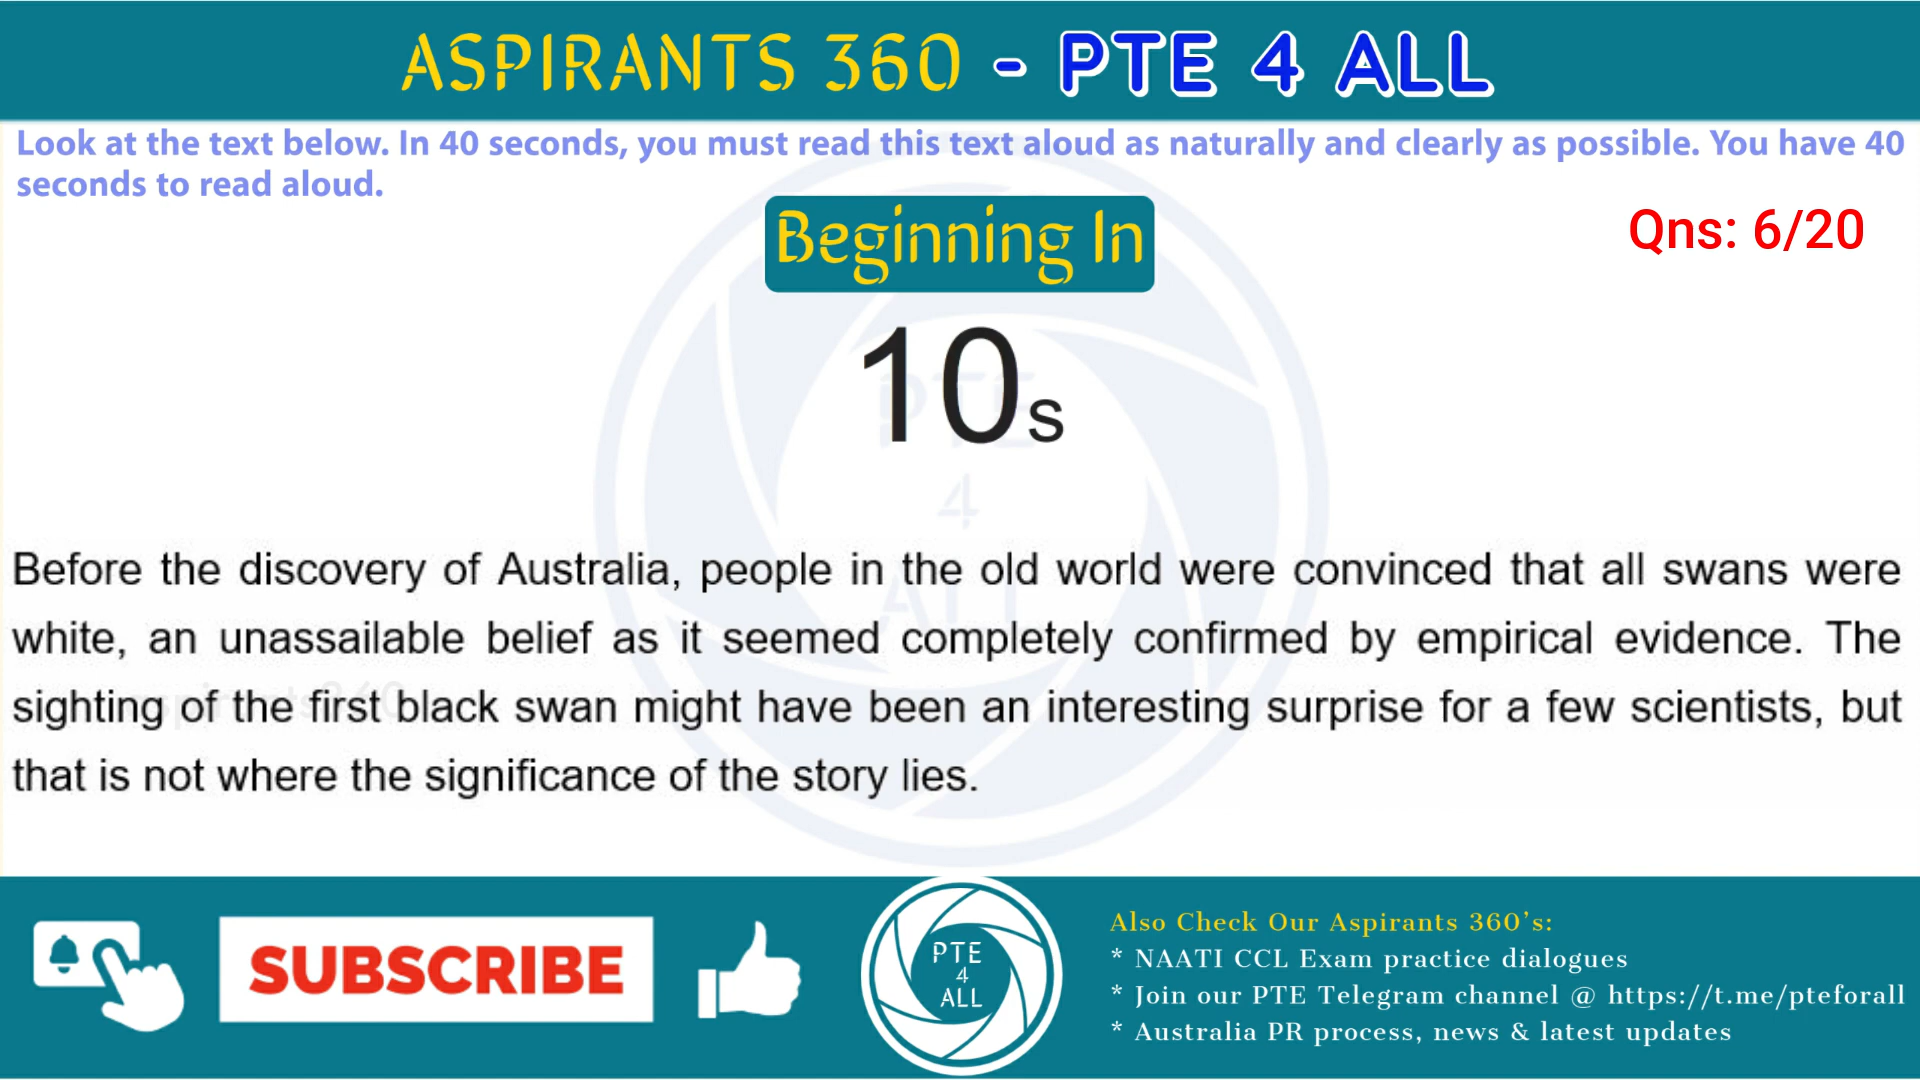 ASPIRANTS 360 - PTE 4 ALL
Look at the text below. In 40 seconds, you must read this text aloud as naturally and clearly as possible. You have 40
seconds to read aloud.
Beginning In
Qns: 6/20
10s
PTE
4
ALL
Before the discovery of Australia, people in the old world were convinced that all swans were
white, an unassailable belief as it seemed completely confirmed by empirical evidence. The
sighting of the first black swan might have been an interesting surprise for a few scientists, but
that is not where the significance of the story lies.
aspirants360
SUBSCRIBE
PTE
4
ALL
Also Check Our Aspirants 360's:
* NAATI CCL Exam practice dialogues
* Join our PTE Telegram channel @ https://t.me/pteforall
* Australia PR process, news & latest updates